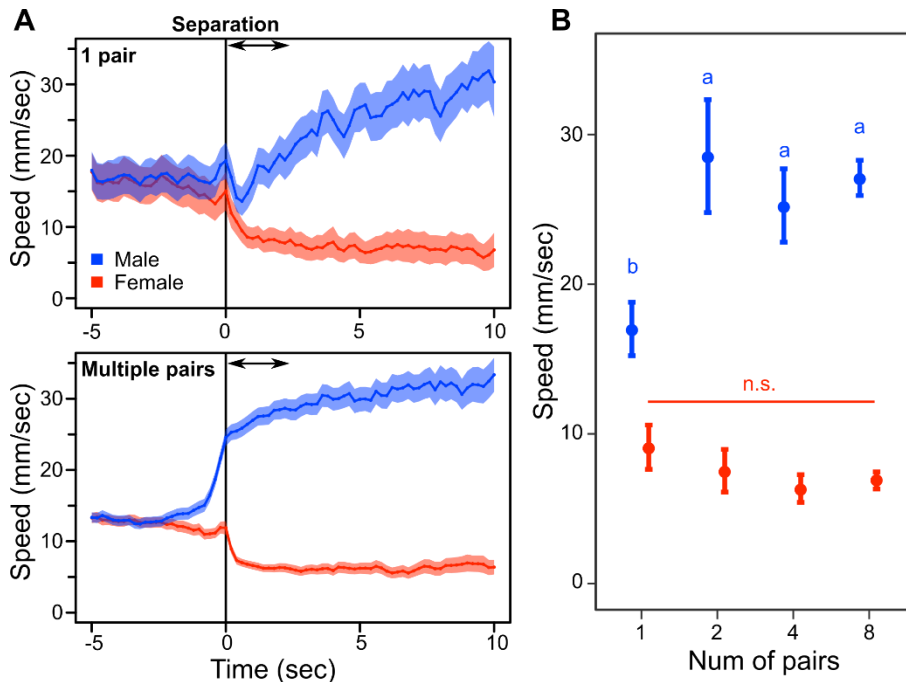 A
Separation
1 pair
Speed (mm/sec)
30
20
10
0
Male
Female
-5
0
5
10
Multiple pairs
Speed (mm/sec)
30
20
10
0
-5
0
5
10
Time (sec)
B
a
a
a
b
n.s.
Speed (mm/sec)
30
20
10
0
1
2
4
8
Num of pairs